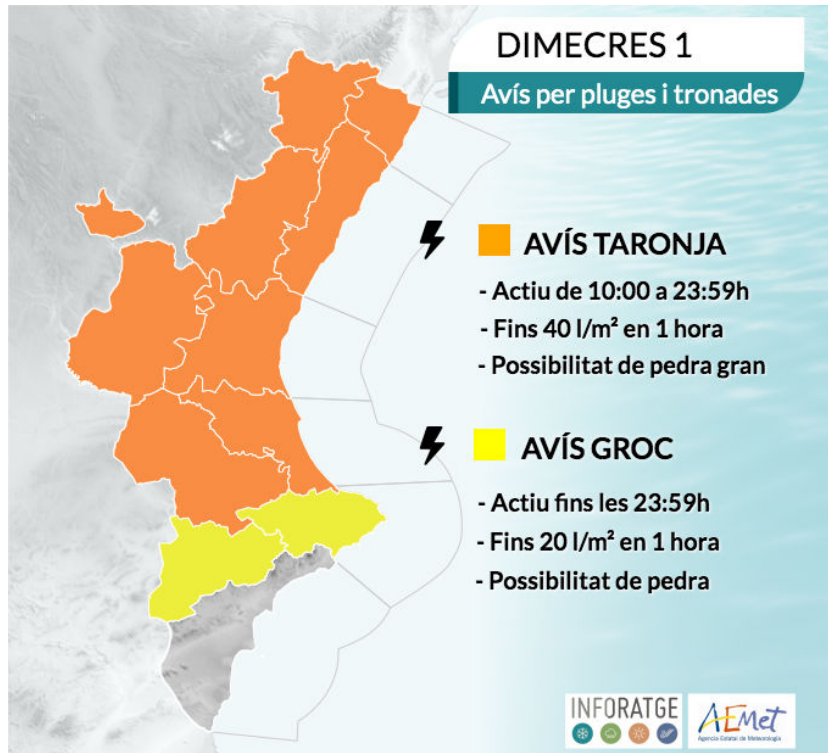 DIMECRES 1
Avís per pluges i tronades
AVÍS TARONJA
- Actiu de 10:00 a 23:59h
- Fins 40 l/m² en 1 hora
- Possibilitat de pedra gran
AVÍS GROC
- Actiu fins les 23:59h
- Fins 20 l/m² en 1 hora
- Possibilitat de pedra
INFORATGE
AEMet
Agencia Estatal de Meteorología